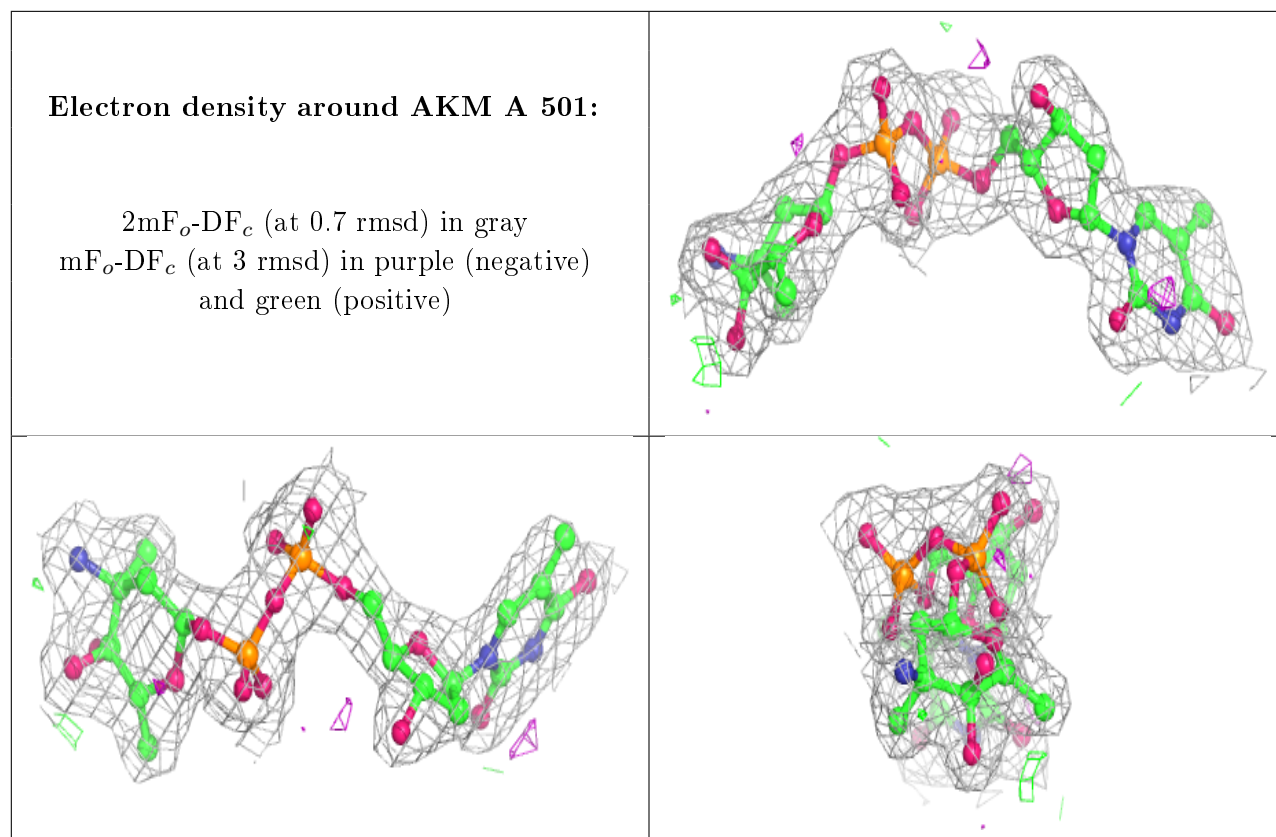 Electron density around AKM A 501:
2mFo-DFc (at 0.7 rmsd) in gray
mFo-DFc (at 3 rmsd) in purple (negative)
and green (positive)